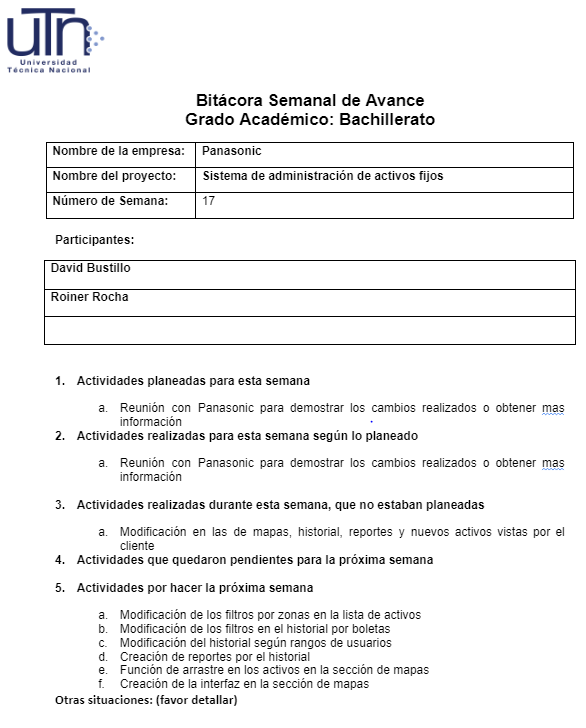 UTN
Universidad
Técnica Nacional
Bitácora Semanal de Avance
Grado Académico: Bachillerato
Nombre de la empresa: Panasonic
Nombre del proyecto: Sistema de administración de activos fijos
Número de Semana: 17
Participantes:
David Bustillo
Roiner Rocha
1. Actividades planeadas para esta semana
a. Reunión con Panasonic para demostrar los cambios realizados o obtener mas
información
2. Actividades realizadas para esta semana según lo planeado
a. Reunión con Panasonic para demostrar los cambios realizados o obtener mas
información
3. Actividades realizadas durante esta semana, que no estaban planeadas
a. Modificación en las de mapas, historial, reportes y nuevos activos vistas por el
cliente
4. Actividades que quedaron pendientes para la próxima semana
5. Actividades por hacer la próxima semana
a. Modificación de los filtros por zonas en la lista de activos
b. Modificación de los filtros en el historial por boletas
c. Modificación del historial según rangos de usuarios
d. Creación de reportes por el historial
e. Función de arrastre en los activos en la sección de mapas
f. Creación de la interfaz en la sección de mapas
Otras situaciones: (favor detallar)